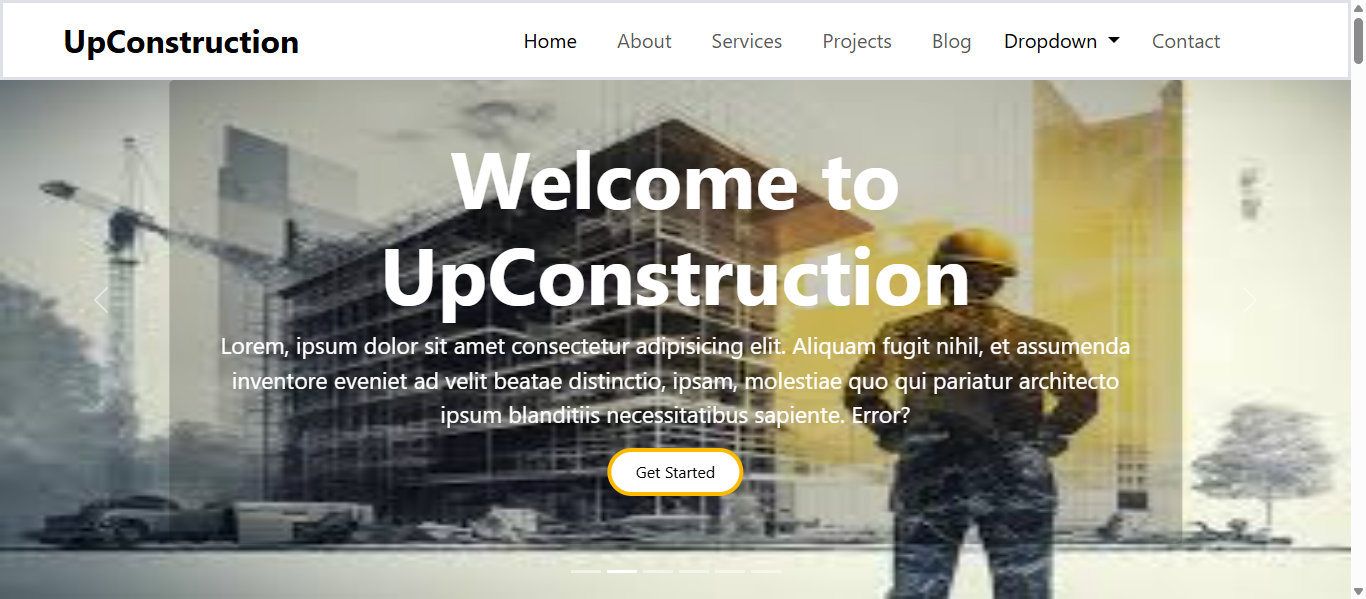 UpConstruction
Home About Services Projects Blog Dropdown Contact
Welcome to
UpConstruction
Lorem, ipsum dolor sit amet consectetur adipisicing elit. Aliquam fugit nihil, et assumenda
inventore eveniet ad velit beatae distinctio, ipsam, molestiae quo qui pariatur architecto
ipsum blanditiis necessitatibus sapiente. Error?
Get Started